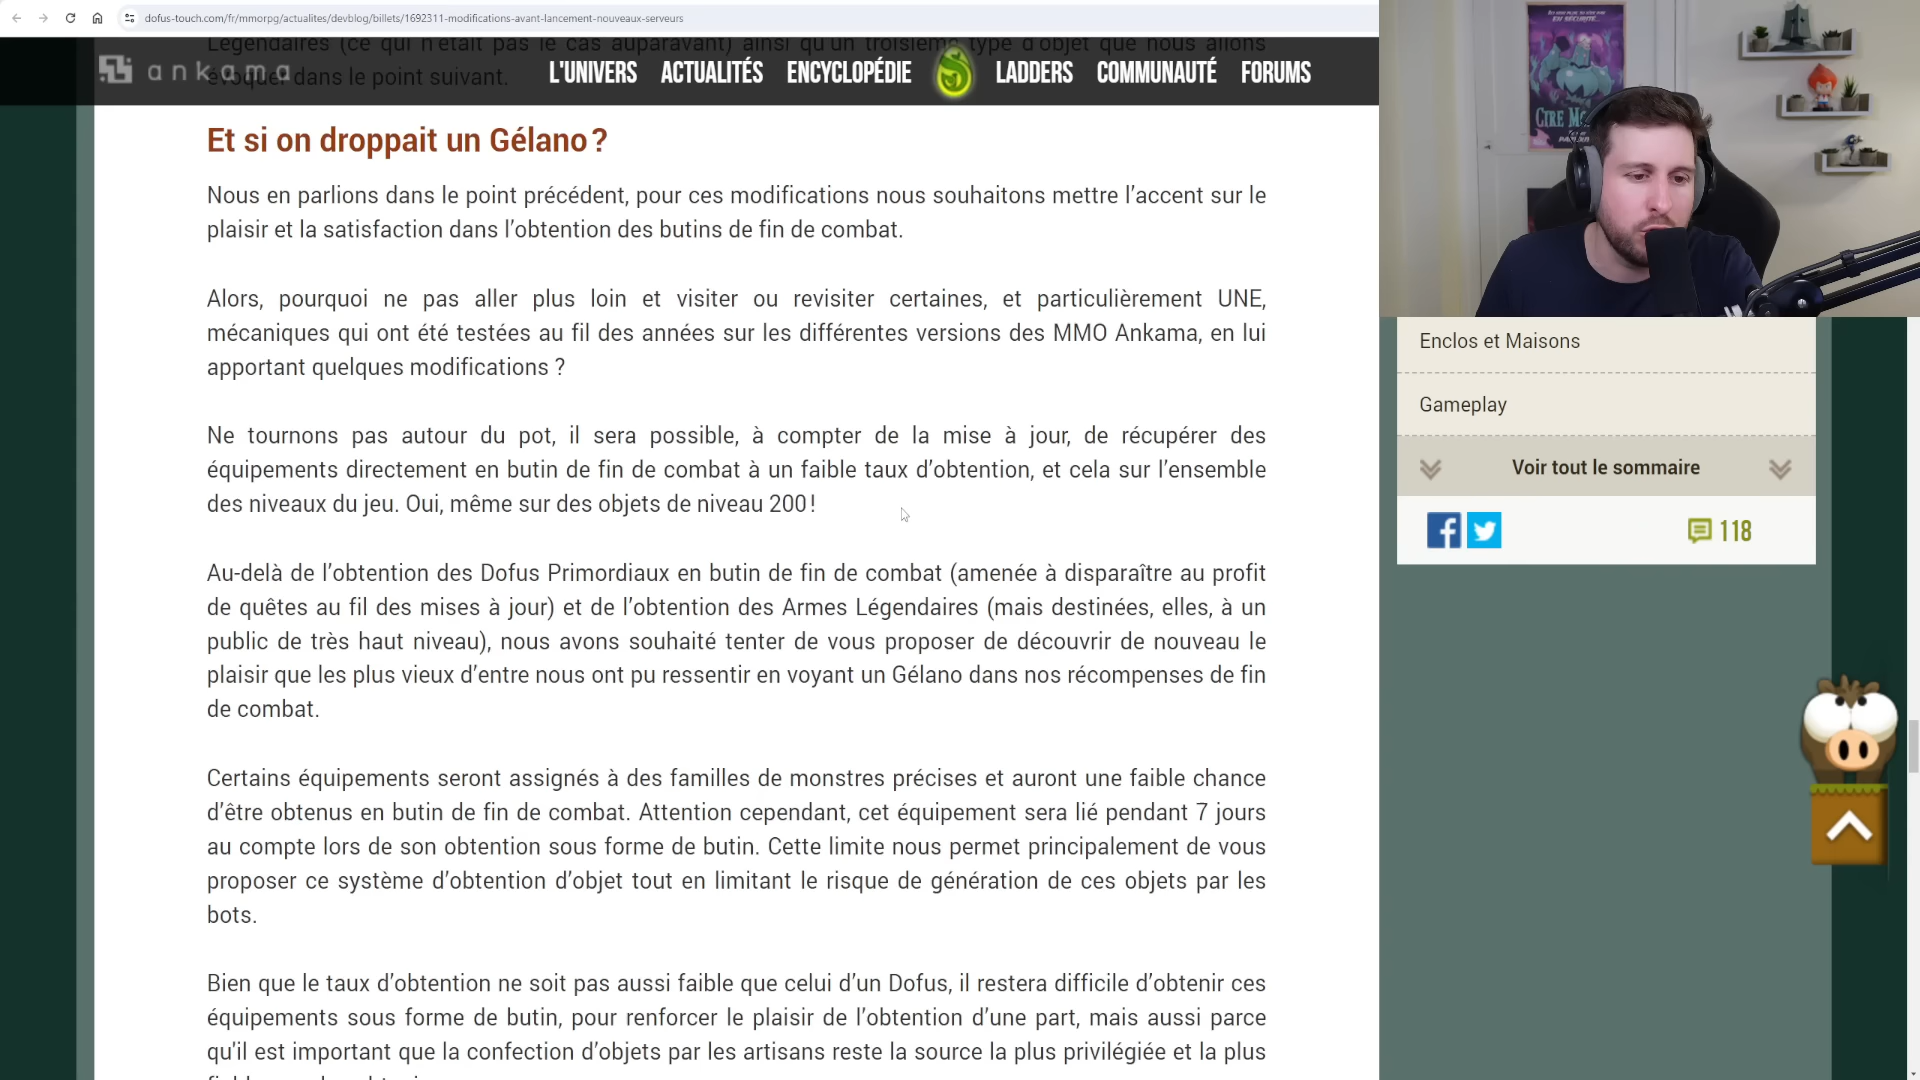 dofus-touch.com/fr/mmorpg/actualites/devblog/billets/1692311-modifications-avant-lancement-nouveaux-serveurs
Légendaires (ce qui n'était pas le cas auparavant) ainsi qu'un troisième type d'objet que nous allons
évoquer dans le point suivant.
ankama
L'UNIVERS
ACTUALITÉS
ENCYCLOPÉDIE
LADDERS
COMMUNAUTÉ
FORUMS
Et si on droppait un Gélano ?
Nous en parlions dans le point précédent, pour ces modifications nous souhaitons mettre l'accent sur le
plaisir et la satisfaction dans l'obtention des butins de fin de combat.
Alors, pourquoi ne pas aller plus loin et visiter ou revisiter certaines, et particulièrement UNE,
mécaniques qui ont été testées au fil des années sur les différentes versions des MMO Ankama, en lui
apportant quelques modifications ?
Ne tournons pas autour du pot, il sera possible, à compter de la mise à jour, de récupérer des
équipements directement en butin de fin de combat à un faible taux d'obtention, et cela sur l'ensemble
des niveaux du jeu. Oui, même sur des objets de niveau 200 !
Au-delà de l'obtention des Dofus Primordiaux en butin de fin de combat (amenée à disparaître au profit
de quêtes au fil des mises à jour) et de l'obtention des Armes Légendaires (mais destinées, elles, à un
public de très haut niveau), nous avons souhaité tenter de vous proposer de découvrir de nouveau le
plaisir que les plus vieux d'entre nous ont pu ressentir en voyant un Gélano dans nos récompenses de fin
de combat.
Certains équipements seront assignés à des familles de monstres précises et auront une faible chance
d'être obtenus en butin de fin de combat. Attention cependant, cet équipement sera lié pendant 7 jours
au compte lors de son obtention sous forme de butin. Cette limite nous permet principalement de vous
proposer ce système d'obtention d'objet tout en limitant le risque de génération de ces objets par les
bots.
Bien que le taux d'obtention ne soit pas aussi faible que celui d'un Dofus, il restera difficile d'obtenir ces
équipements sous forme de butin, pour renforcer le plaisir de l'obtention d'une part, mais aussi parce
qu'il est important que la confection d'objets par les artisans reste la source la plus privilégiée et la plus
EN SÉCURITÉ...
Enclos et Maisons
Gameplay
Voir tout le sommaire
118